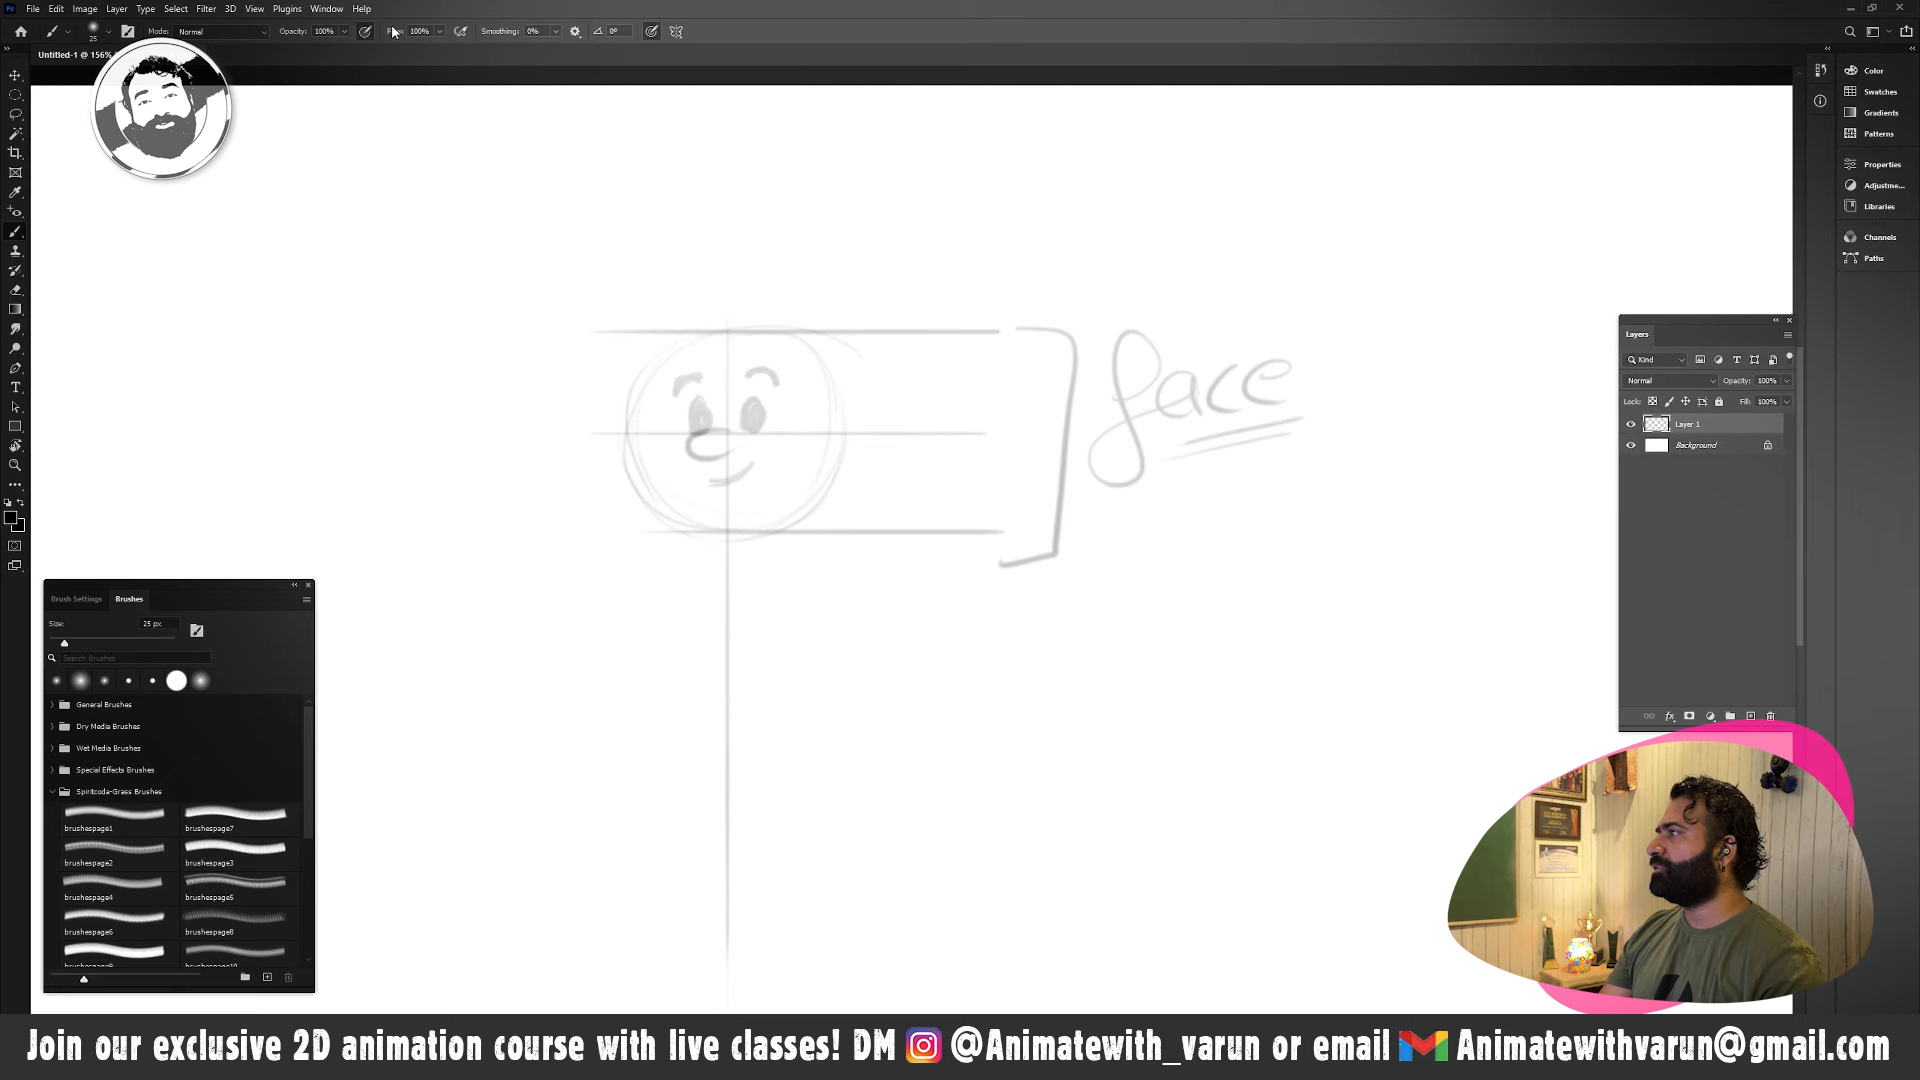 Ps File Edit Image Layer Type Select Filter 3D View Plugins Window Help
25 Mode: Normal Opacity: 100% 100% Smoothing: 0% 0°
Untitled-1 @ 156%
Color
Swatches
Gradients
Patterns
Properties
Adjustme...
Libraries
Channels
Paths
face
Layers
Kind
Normal Opacity: 100%
Lock: Fill: 100%
Layer 1
Background
fx
Brush Settings Brushes
Size: 25 px
Search Brushes
General Brushes
Dry Media Brushes
Wet Media Brushes
Special Effects Brushes
Spiritcoda-Grass Brushes
brushespage1 brushespage7
brushespage2 brushespage3
brushespage4 brushespage5
brushespage6 brushespage8
Join our exclusive 2D animation course with live classes! DM @Animatewith_varun or email Animatewithvarun@gmail.com